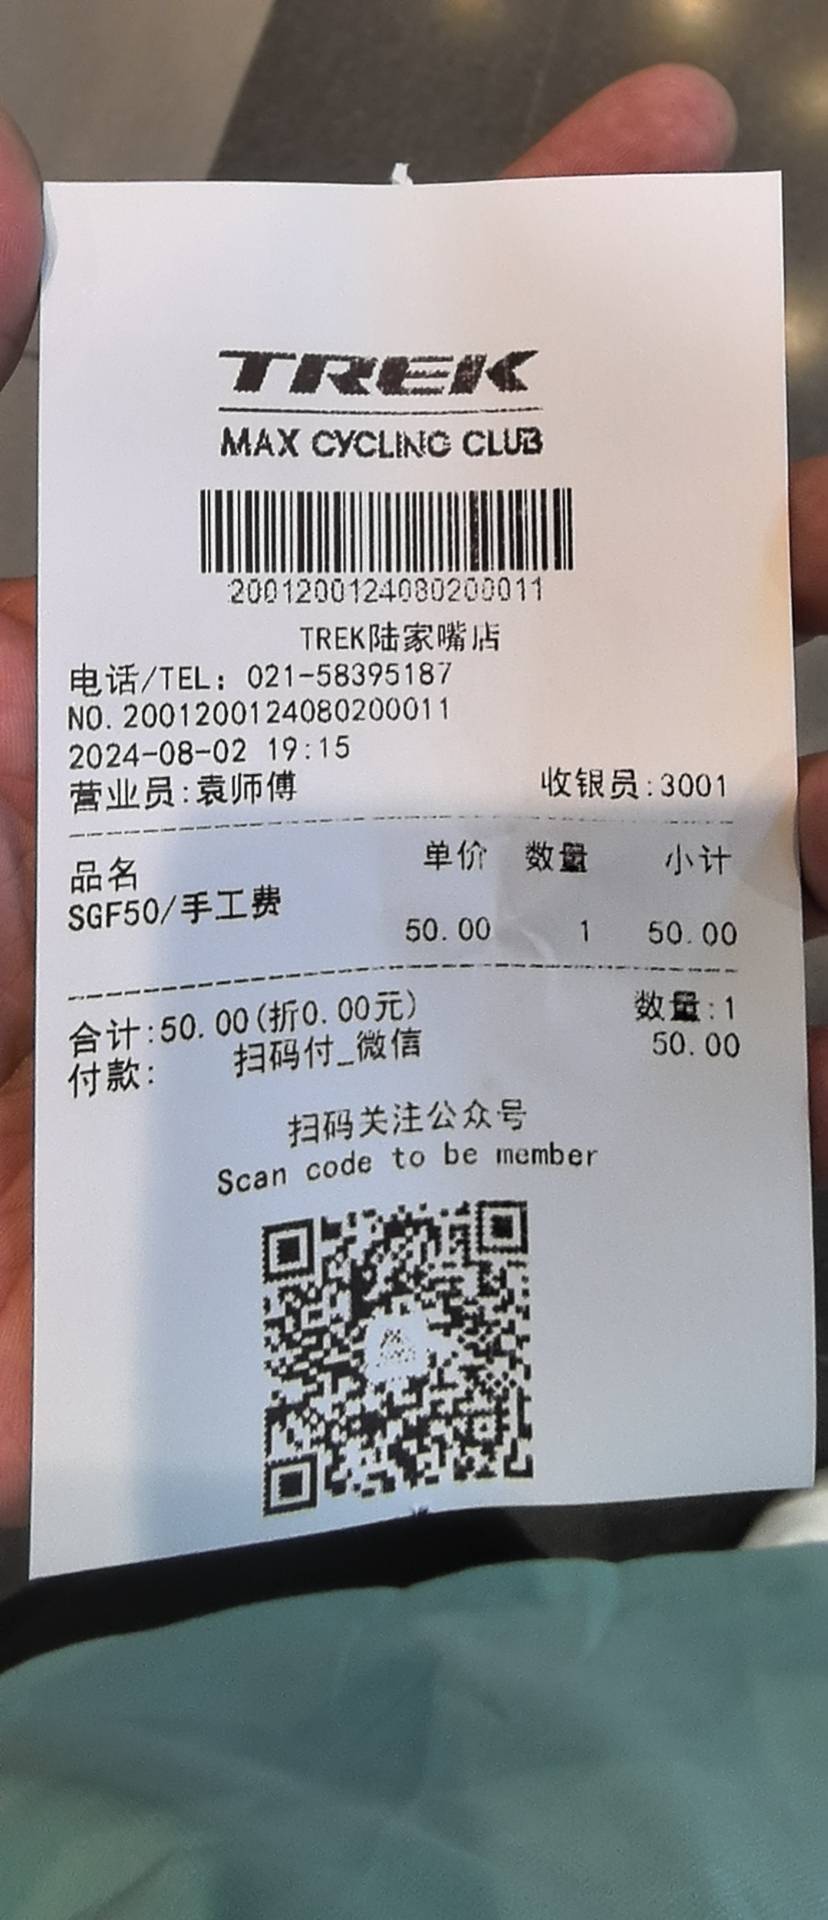 TREK
MAX CYCLING CLUB
2001200124080200011
TREK陆家嘴店
电话/TEL: 021-58395187
NO.2001200124080200011
2024-08-02 19:15
营业员:袁师傅 收银员:3001
品名 单价 数量 小计
SGF50/手工费
50.00 1 50.00
合计:50.00(折0.00元) 数量:1
付款: 扫码付_微信 50.00
扫码关注公众号
Scan code to be member